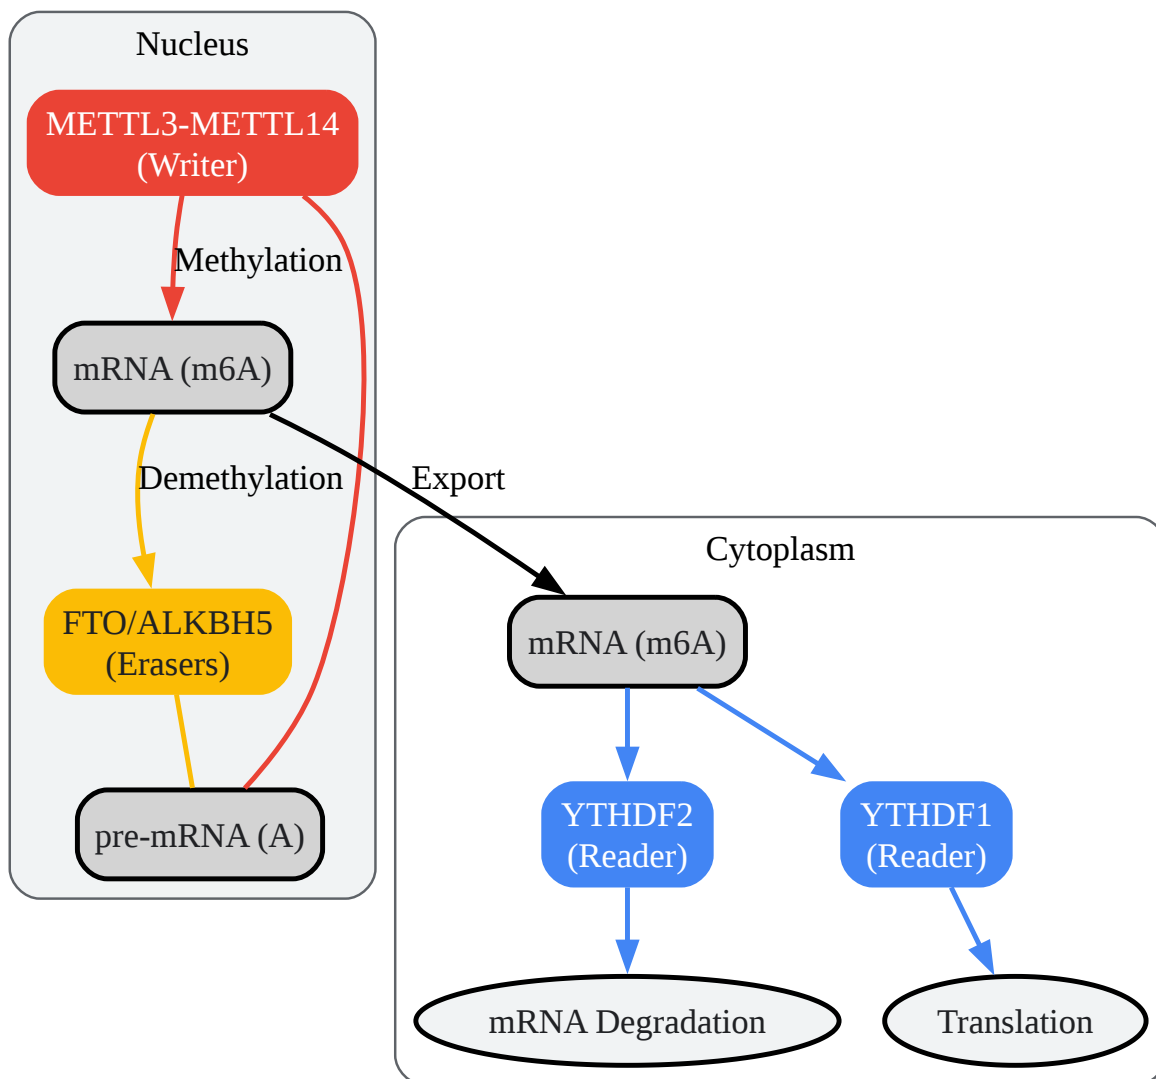 Nucleus
METTL3-METTL14
(Writer)
Methylation
mRNA (m6A)
Demethylation
Export
FTO/ALKBH5
(Erasers)
pre-mRNA (A)
Cytoplasm
mRNA (m6A)
YTHDF2
(Reader)
YTHDF1
(Reader)
mRNA Degradation
Translation